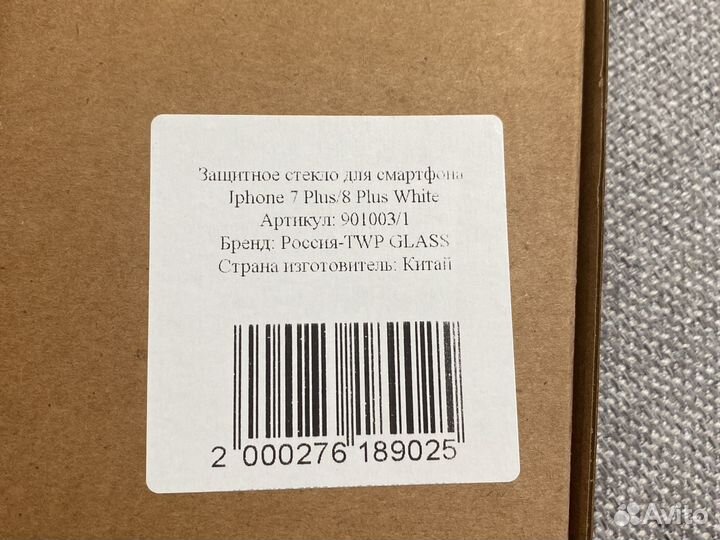 Защитное стекло для смартфона
Iphone 7 Plus/8 Plus White
Артикул: 901003/1
Бренд: Россия-TWP GLASS
Страна изготовитель: Китай
2 000276 189025
Avito